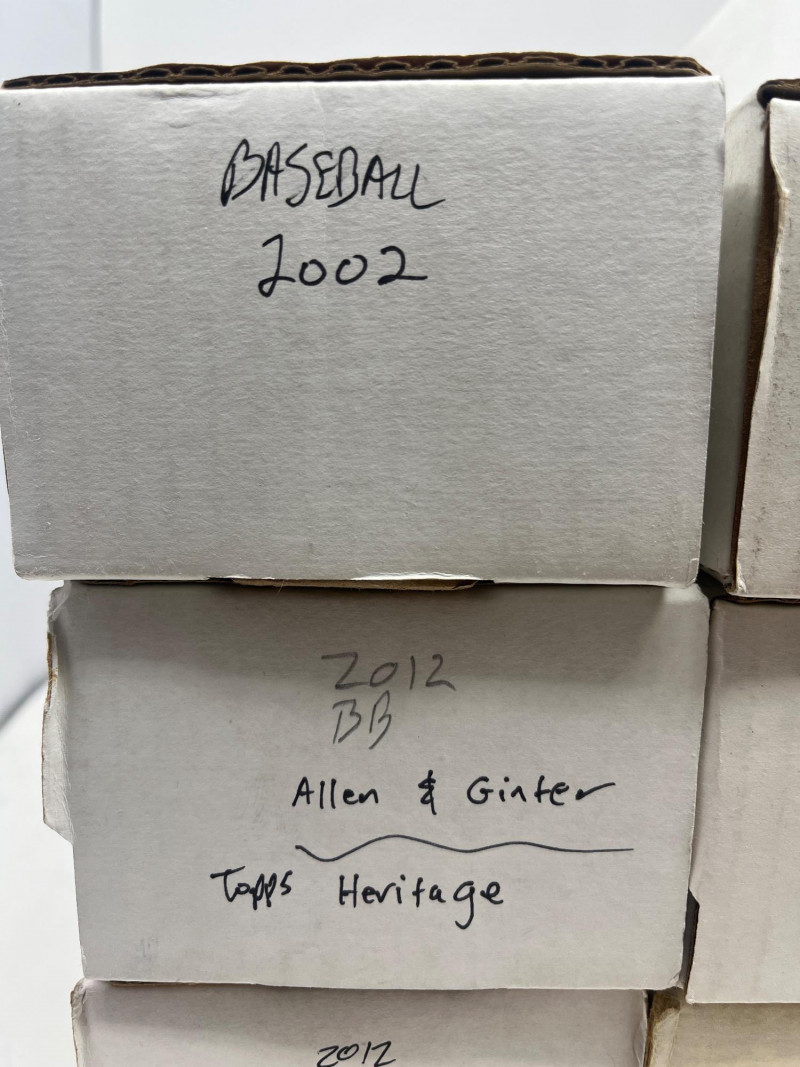 BASEBALL
2002
2012
BB
Allen & Ginter
Topps Heritage
2012